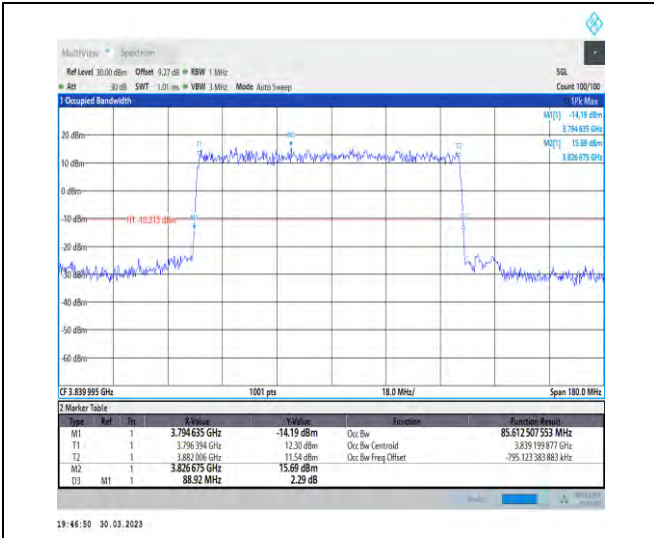 MultiView Spectrum
Ref Level 30.00 dBm Offset 9.27 dB RBW 1 MHz SGL
Att 30 dB SWT 1.01 ms VBW 3 MHz Mode Auto Sweep Count 100/100
1 Occupied Bandwidth 1Pk Max
M1[1] -14.19 dBm
3.794 635 GHz
M2[1] 15.69 dBm
3.826 675 GHz
20 dBm
M2
T1
T2
10 dBm
0 dBm
-10 dBm
H1 -10.313 dBm
M1
-20 dBm
-30 dBm
-40 dBm
-50 dBm
-60 dBm
CF 3.839 995 GHz 1001 pts 18.0 MHz/ Span 180.0 MHz
2 Marker Table
Type Ref Trc X-Value Y-Value Function Function Result
M1 1 3.794 635 GHz -14.19 dBm Occ Bw 85.612 507 553 MHz
T1 1 3.796 394 GHz 12.30 dBm Occ Bw Centroid 3.839 199 877 GHz
T2 1 3.882 006 GHz 11.54 dBm Occ Bw Freq Offset -795.123 383 883 kHz
M2 1 3.826 675 GHz 15.69 dBm
D3 M1 1 88.92 MHz 2.29 dB
19:46:50 30.03.2023